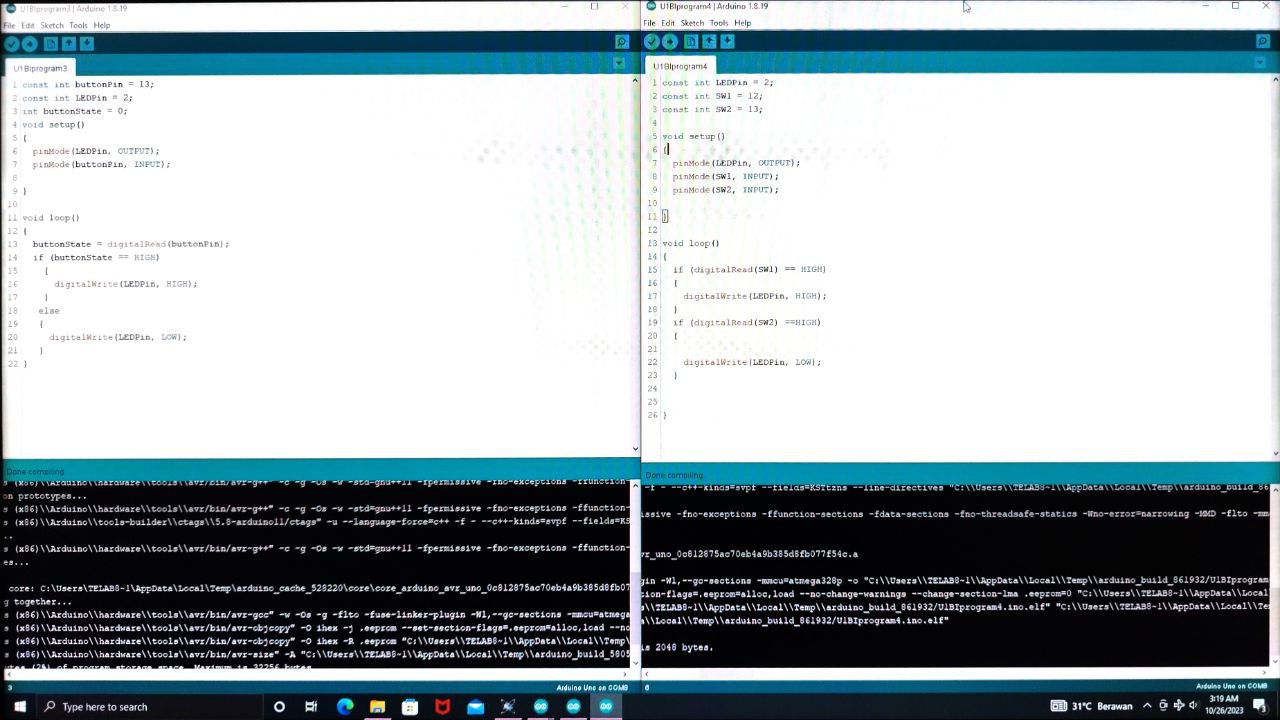 U1BIprogram3 | Arduino 1.8.19
File Edit Sketch Tools Help
U1BIprogram3
1 const int buttonPin = 13;
2 const int LEDPin = 2;
3 int buttonState = 0;
4 void setup()
5 {
6 pinMode(LEDPin, OUTPUT);
7 pinMode(buttonPin, INPUT);
8
9 }
10
11 void loop()
12 {
13 buttonState = digitalRead(buttonPin);
14 if (buttonState == HIGH)
15 {
16 digitalWrite(LEDPin, HIGH);
17 }
18 else
19 {
20 digitalWrite(LEDPin, LOW);
21 }
22 }
Done compiling
s (x86)\\Arduino\\hardware\\tools\\avr/bin/avr-g++" -c -g -Os -w -std=gnu++11 -fpermissive -fno-exceptions -ffunction-
on prototypes...
s (x86)\\Arduino\\hardware\\tools\\avr/bin/avr-g++" -c -g -Os -w -std=gnu++11 -fpermissive -fno-exceptions -ffunction-
s (x86)\\Arduino\\tools-builder\\ctags\\5.8-arduino11/ctags" -u --language-force=c++ -f - --c++-kinds=svpf --fields=KS
..
s (x86)\\Arduino\\hardware\\tools\\avr/bin/avr-g++" -c -g -Os -w -std=gnu++11 -fpermissive -fno-exceptions -ffunction-
es...
core: C:\Users\TELAB8~1\AppData\Local\Temp\arduino_cache_528220\core\core_arduino_avr_uno_0c812875ac70eb4a9b385d8fb077
g together...
s (x86)\\Arduino\\hardware\\tools\\avr/bin/avr-gcc" -w -Os -g -flto -fuse-linker-plugin -Wl,--gc-sections -mmcu=atmega
s (x86)\\Arduino\\hardware\\tools\\avr/bin/avr-objcopy" -O ihex -j .eeprom --set-section-flags=.eeprom=alloc,load --no
s (x86)\\Arduino\\hardware\\tools\\avr/bin/avr-objcopy" -O ihex -R .eeprom "C:\\Users\\TELAB8~1\\AppData\\Local\\Temp\
s (x86)\\Arduino\\hardware\\tools\\avr/bin/avr-size" -A "C:\\Users\\TELAB8~1\\AppData\\Local\\Temp\\arduino_build_5805
ytes (2%) of program storage space. Maximum is 32256 bytes.
3
Arduino Uno on COM8
U1BIprogram4 | Arduino 1.8.19
File Edit Sketch Tools Help
U1BIprogram4
1 const int LEDPin = 2;
2 const int SW1 = 12;
3 const int SW2 = 13;
4
5 void setup()
6 {
7 pinMode(LEDPin, OUTPUT);
8 pinMode(SW1, INPUT);
9 pinMode(SW2, INPUT);
10
11 }
12
13 void loop()
14 {
15 if (digitalRead(SW1) == HIGH)
16 {
17 digitalWrite(LEDPin, HIGH);
18 }
19 if (digitalRead(SW2) ==HIGH)
20 {
21
22 digitalWrite(LEDPin, LOW);
23 }
24
25
26 }
Done compiling
-f - --c++-kinds=svpf --fields=KSTtzns --line-directives "C:\\Users\\TELAB8~1\\AppData\\Local\\Temp\\arduino_build_86
issive -fno-exceptions -ffunction-sections -fdata-sections -fno-threadsafe-statics -Wno-error=narrowing -MMD -flto -mm
vr_uno_0c812875ac70eb4a9b385d8fb077f54c.a
gin -Wl,--gc-sections -mmcu=atmega328p -o "C:\\Users\\TELAB8~1\\AppData\\Local\\Temp\\arduino_build_861932/U1BIprogram
tion-flags=.eeprom=alloc,load --no-change-warnings --change-section-lma .eeprom=0 "C:\\Users\\TELAB8~1\\AppData\\Local
s\\TELAB8~1\\AppData\\Local\\Temp\\arduino_build_861932/U1BIprogram4.ino.elf" "C:\\Users\\TELAB8~1\\AppData\\Local\\Te
\\Local\\Temp\\arduino_build_861932/U1BIprogram4.ino.elf"
is 2048 bytes.
6
Arduino Uno on COM8
Type here to search
31°C Berawan
3:19 AM
10/26/2023
3